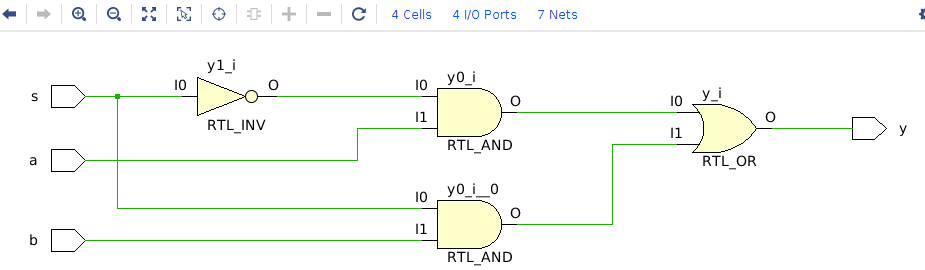 4 Cells 4 I/O Ports 7 Nets
y1_i
s I0 O
RTL_INV
y0_i
I0 O
I1
RTL_AND
a
y_i
I0 O
I1
RTL_OR
y
y0_i__0
I0 O
I1
RTL_AND
b